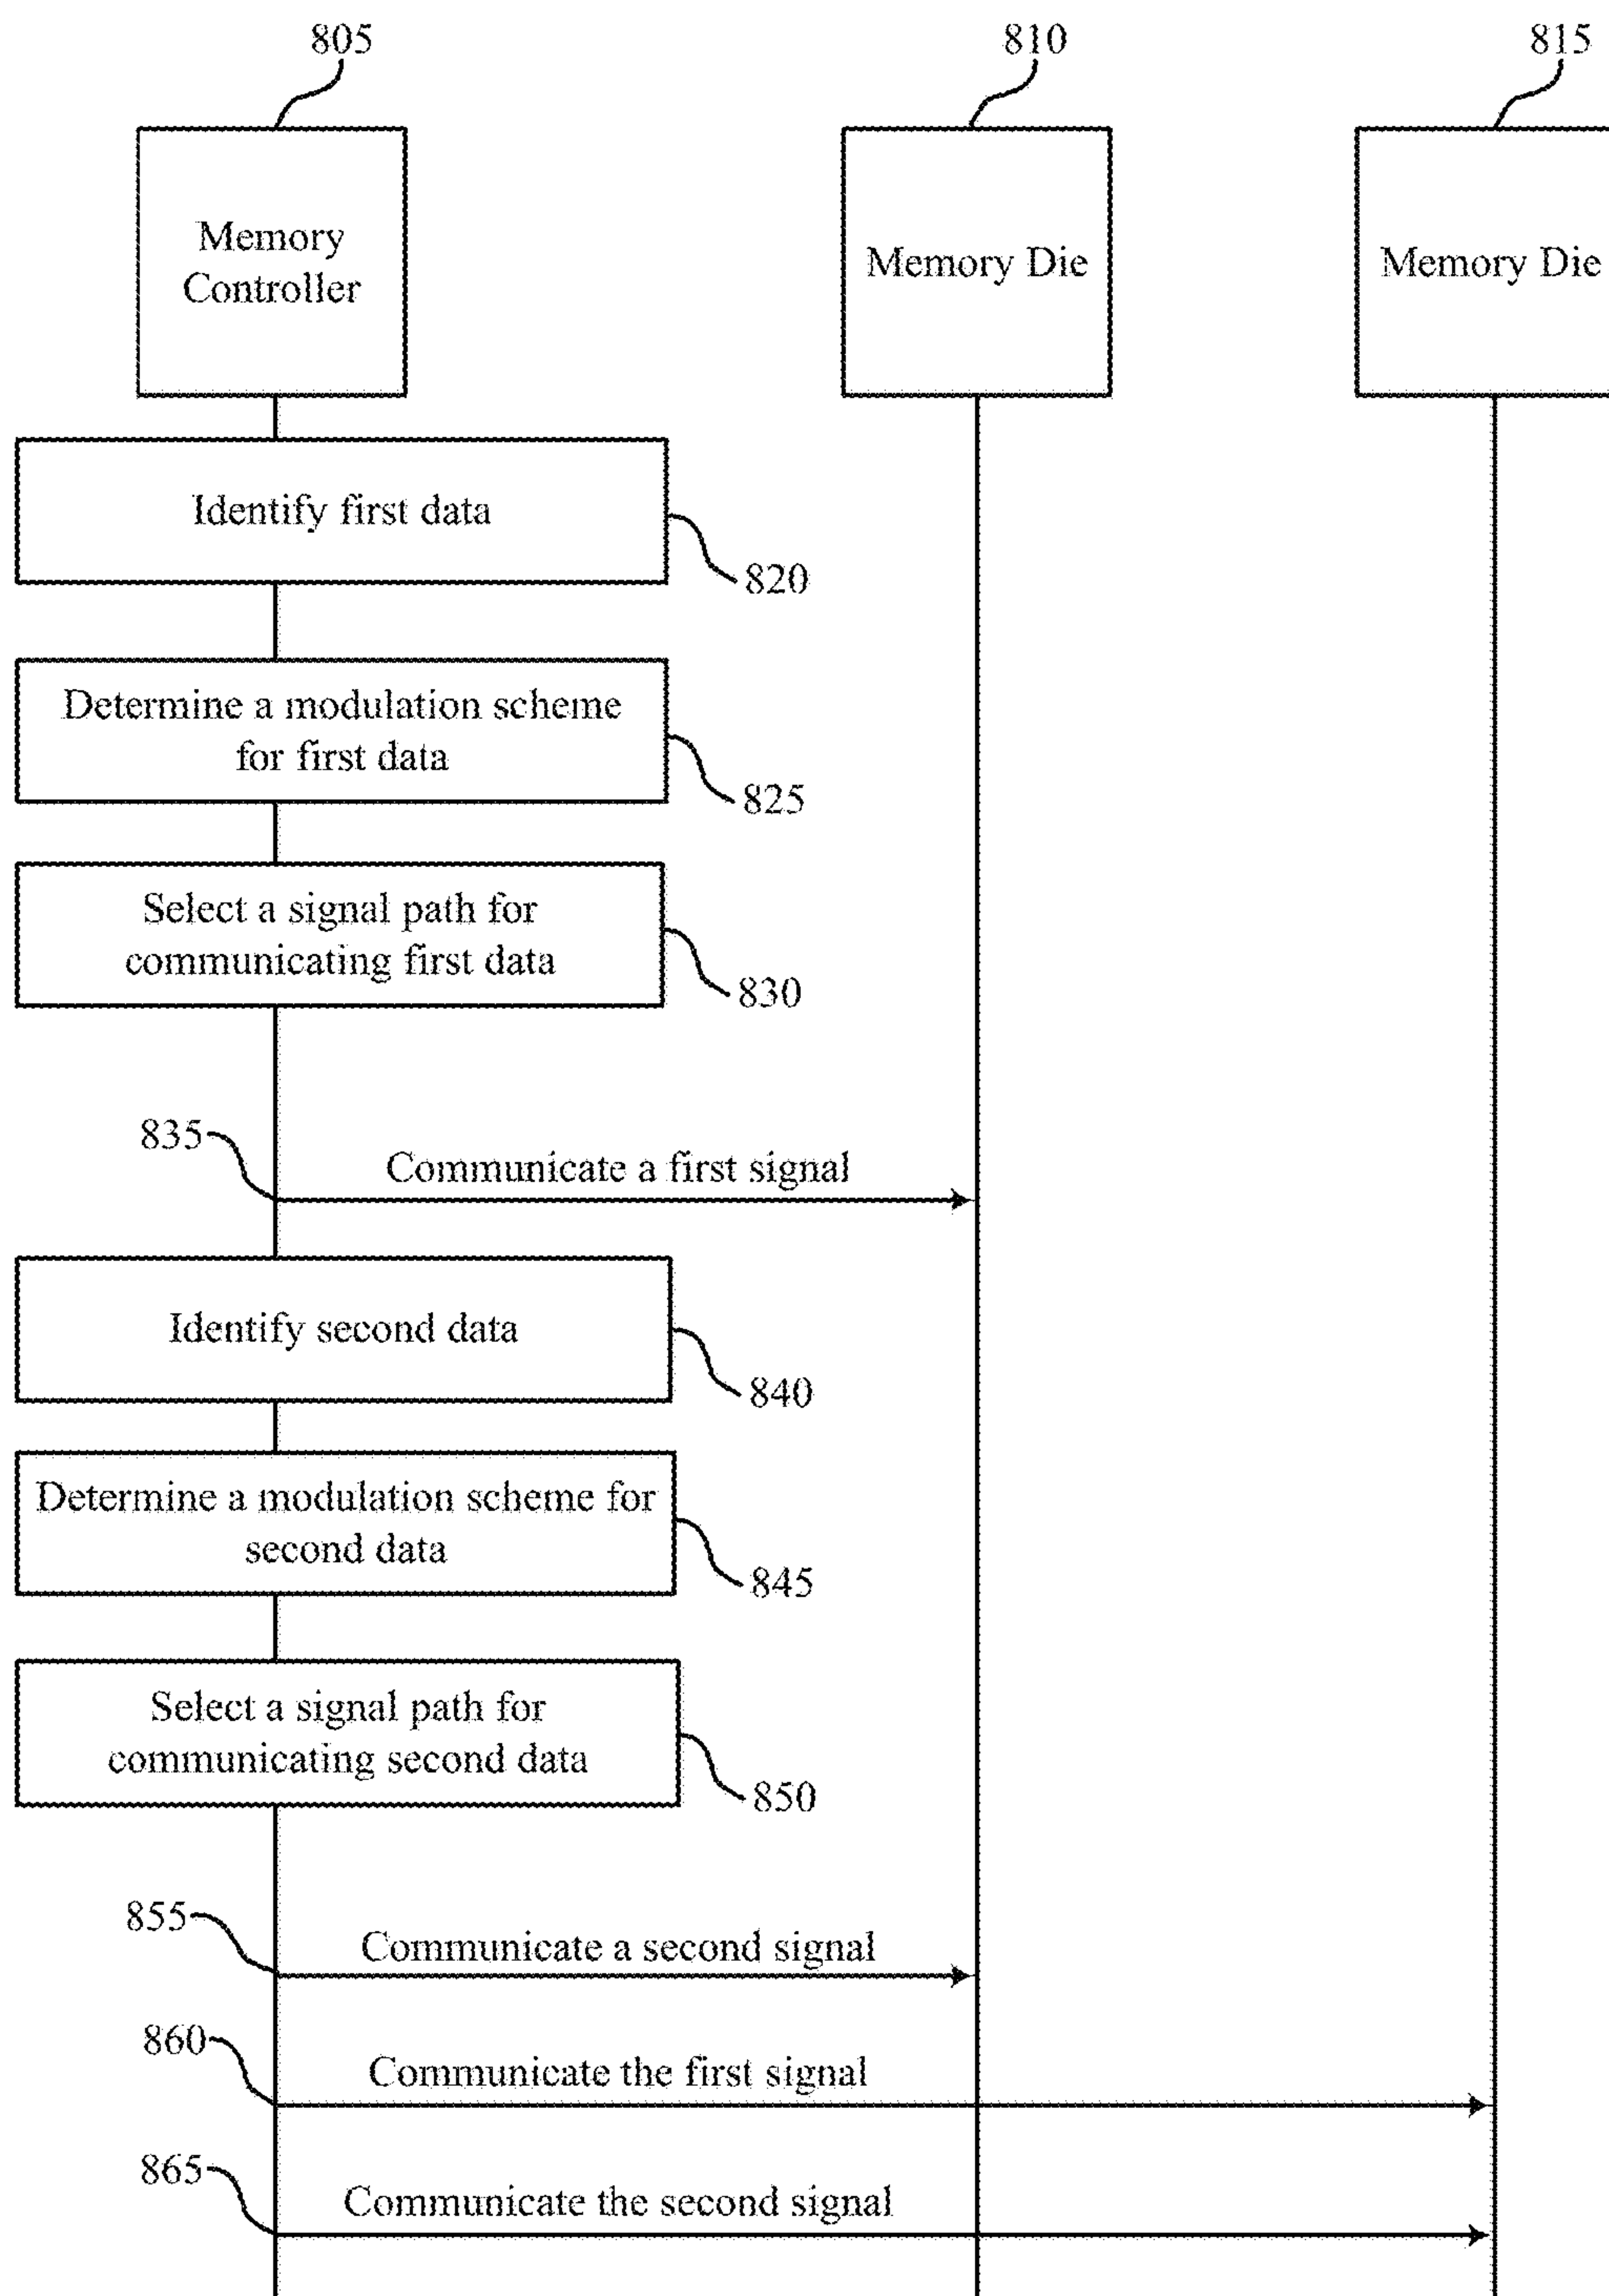 805
810
815
Memory
Controller
Memory Die
Memory Die
Identify first data
820
Determine a modulation scheme
for first data
825
Select a signal path for
communicating first data
830
835
Communicate a first signal
Identify second data
840
Determine a modulation scheme for
second data
845
Select a signal path for
communicating second data
850
855
Communicate a second signal
860
Communicate the first signal
865
Communicate the second signal